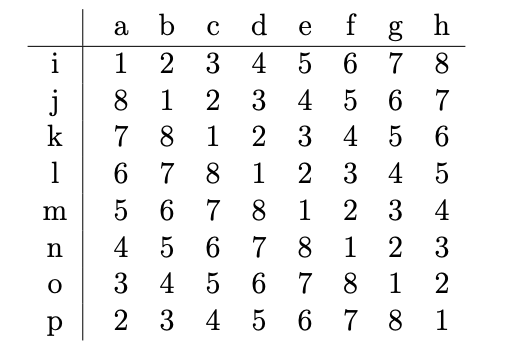 a b c d e f g h
i 1 2 3 4 5 6 7 8
j 8 1 2 3 4 5 6 7
k 7 8 1 2 3 4 5 6
l 6 7 8 1 2 3 4 5
m 5 6 7 8 1 2 3 4
n 4 5 6 7 8 1 2 3
o 3 4 5 6 7 8 1 2
p 2 3 4 5 6 7 8 1